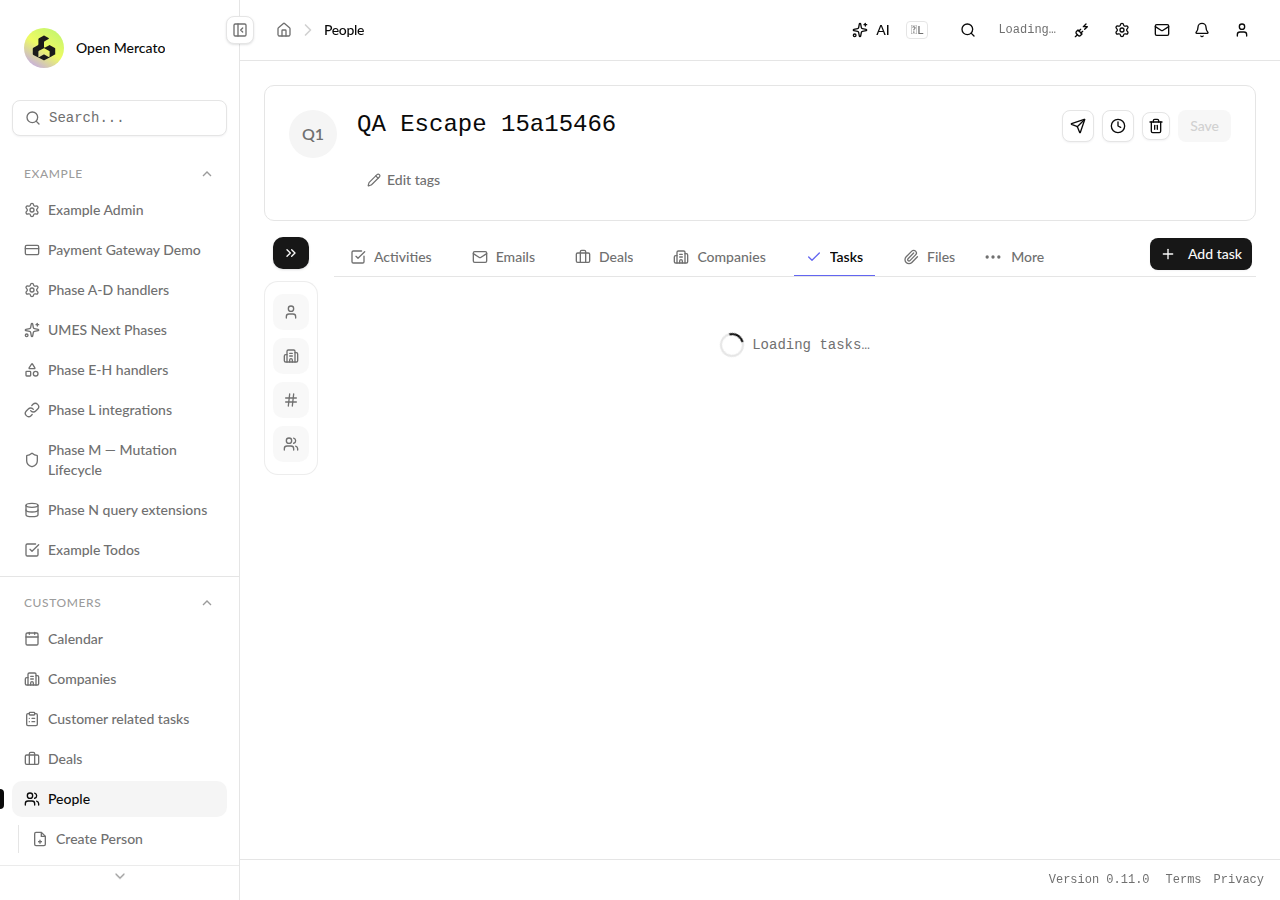 Open Mercato
Search...
EXAMPLE
Example Admin
Payment Gateway Demo
Phase A-D handlers
UMES Next Phases
Phase E-H handlers
Phase L integrations
Phase M — Mutation
Lifecycle
Phase N query extensions
Example Todos
CUSTOMERS
Calendar
Companies
Customer related tasks
Deals
People
Create Person
People
AI
L
Loading…
Q1
QA Escape 15a15466
Save
Edit tags
Activities
Emails
Deals
Companies
Tasks
Files
More
Add task
Loading tasks…
Version 0.11.0
Terms
Privacy